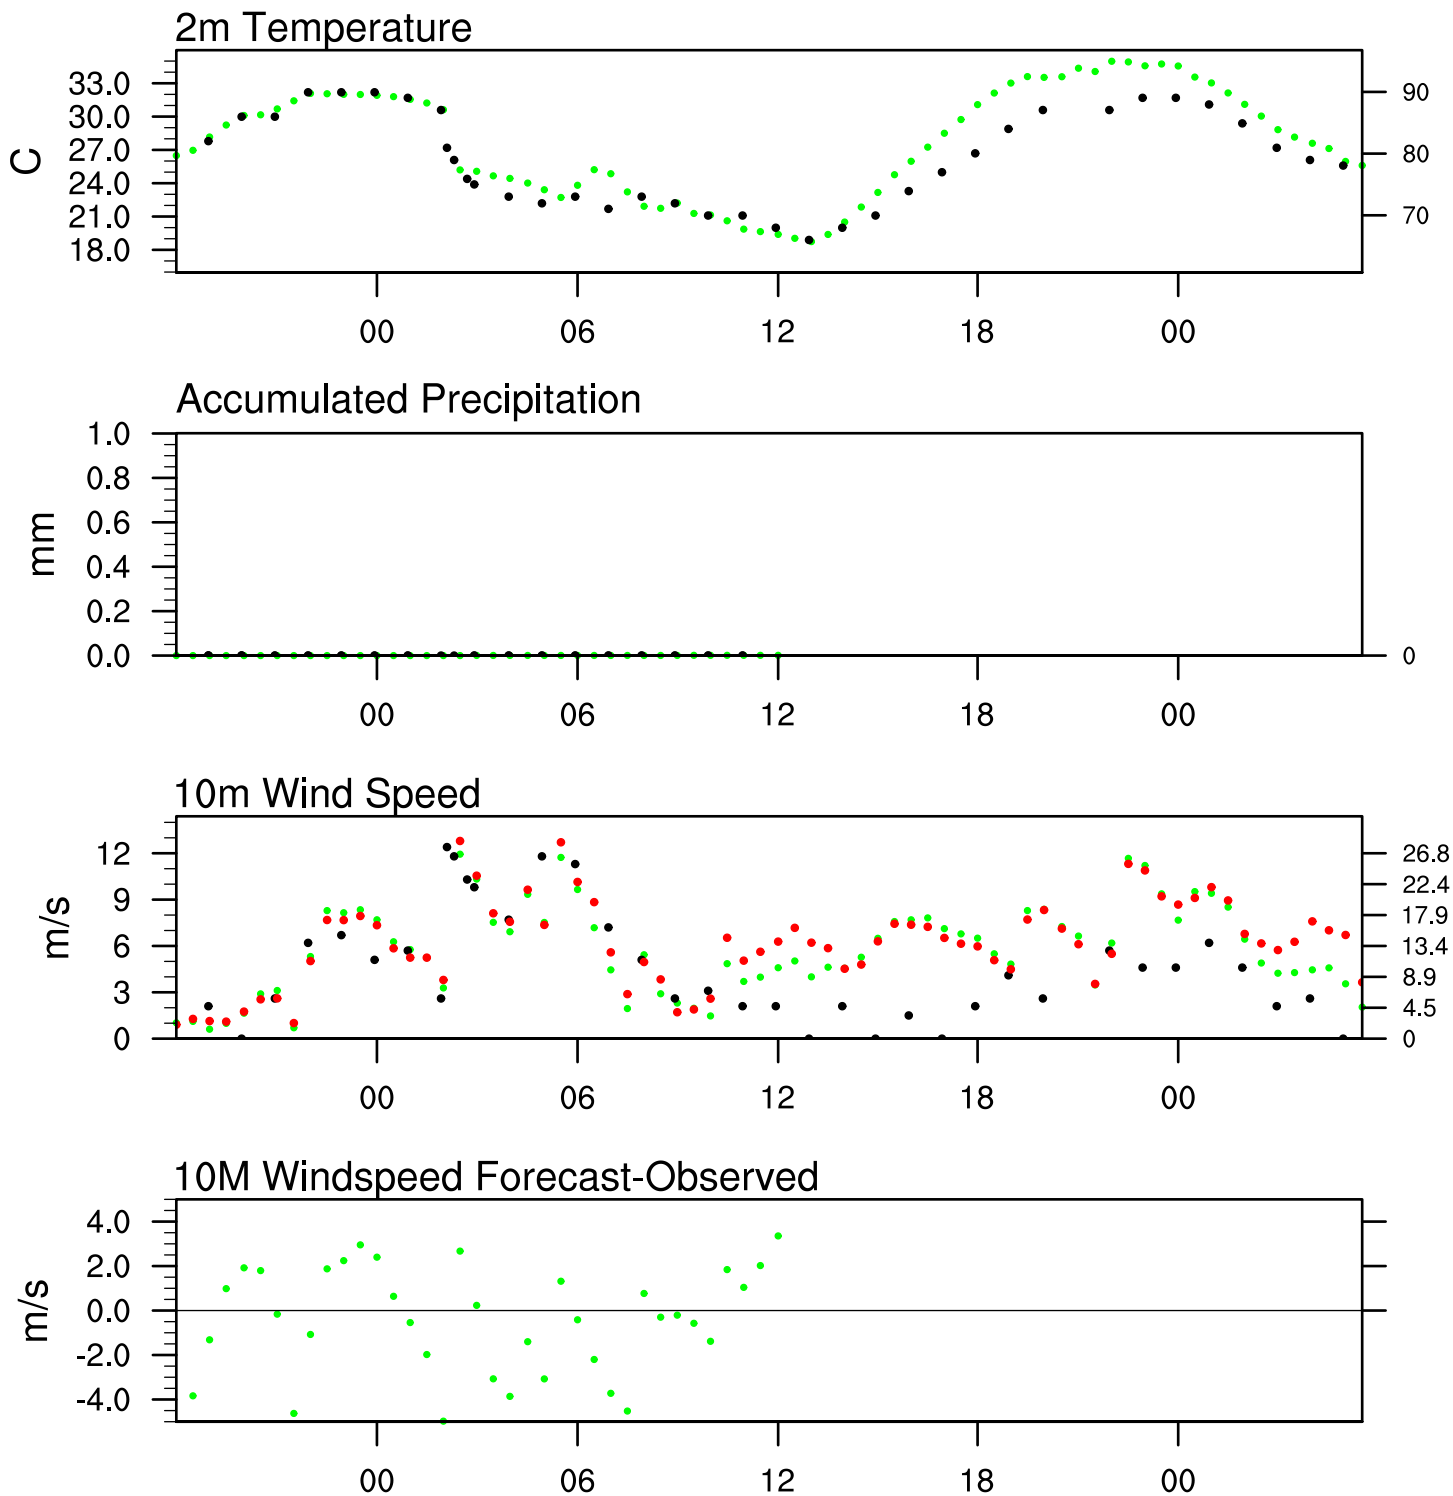 2m Temperature
33.0
30.0
27.0
24.0
21.0
18.0
C
90
80
70
00 06 12 18 00
Accumulated Precipitation
1.0
0.8
0.6
0.4
0.2
0.0
mm
0
00 06 12 18 00
10m Wind Speed
12
9
6
3
0
m/s
26.8
22.4
17.9
13.4
8.9
4.5
0
00 06 12 18 00
10M Windspeed Forecast-Observed
4.0
2.0
0.0
-2.0
-4.0
m/s
00 06 12 18 00